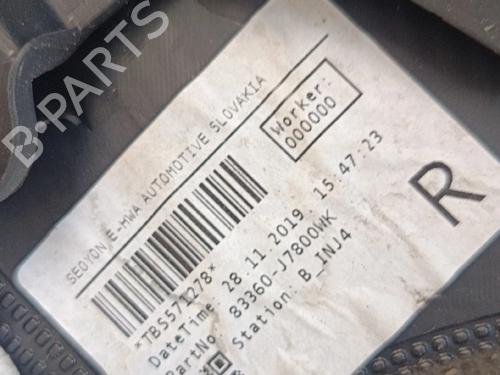 SEOYON E-HWA AUTOMOTIVE SLOVAKIA
*TBS571278*
DateTime: 28.11.2019 15:47:23
PartNo 83360-J7800WK
Station: B_INJ4
Worker:
000000
R
B-PARTS